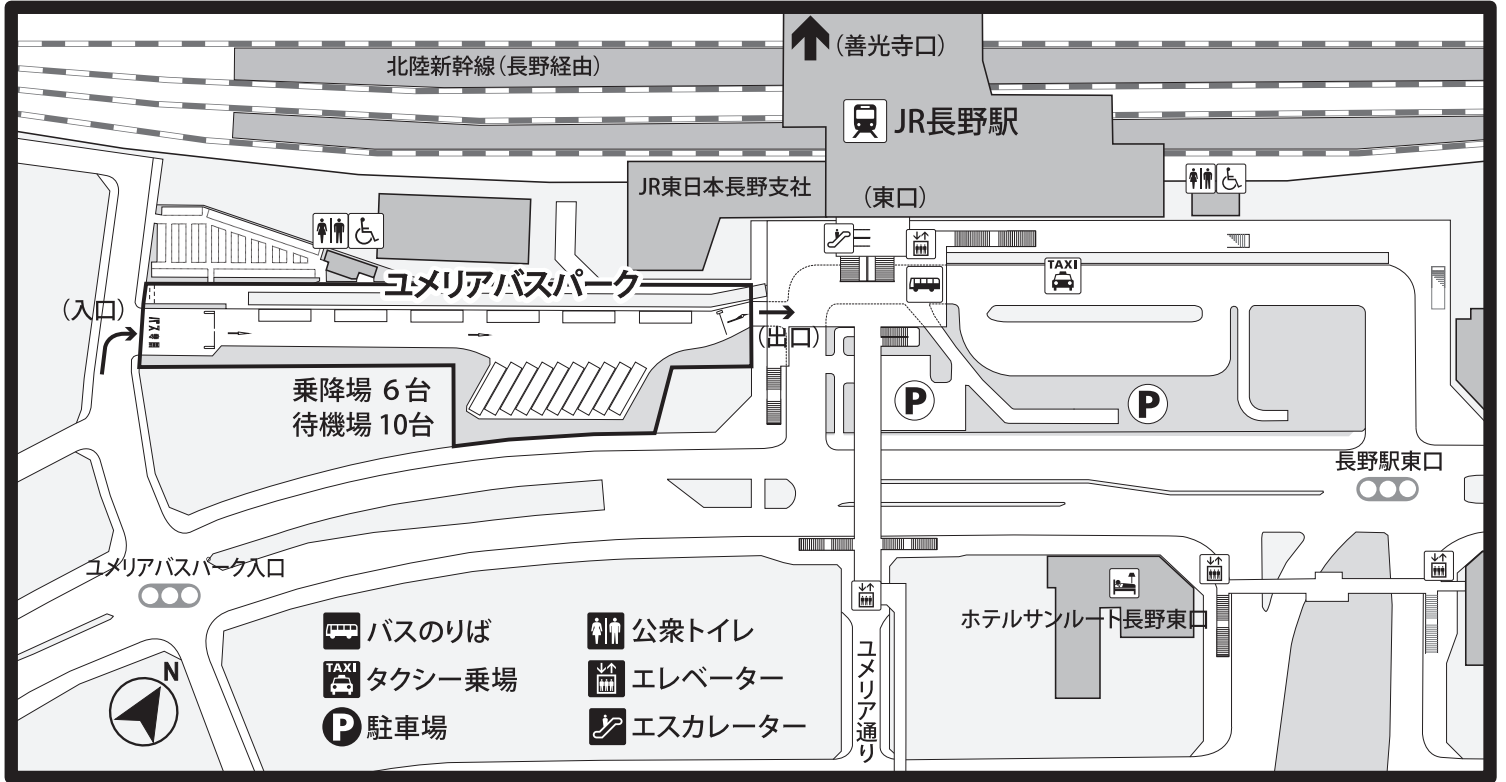 (善光寺口)
北陸新幹線(長野経由)
JR長野駅
JR東日本長野支社
(東口)
ユメリアバスパーク
TAXI
(入口)
バス専用
(出口)
乗降場 6台
待機場 10台
P
P
長野駅東口
ユメリアバスパーク入口
ホテルサンルート長野東口
バスのりば
公衆トイレ
N
TAXI
タクシー乗場
エレベーター
P
駐車場
エスカレーター
ユメリア通り